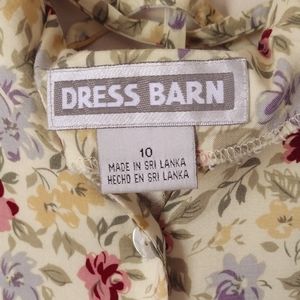 DRESS BARN
10
MADE IN SRI LANKA
HECHO EN SRI LANKA